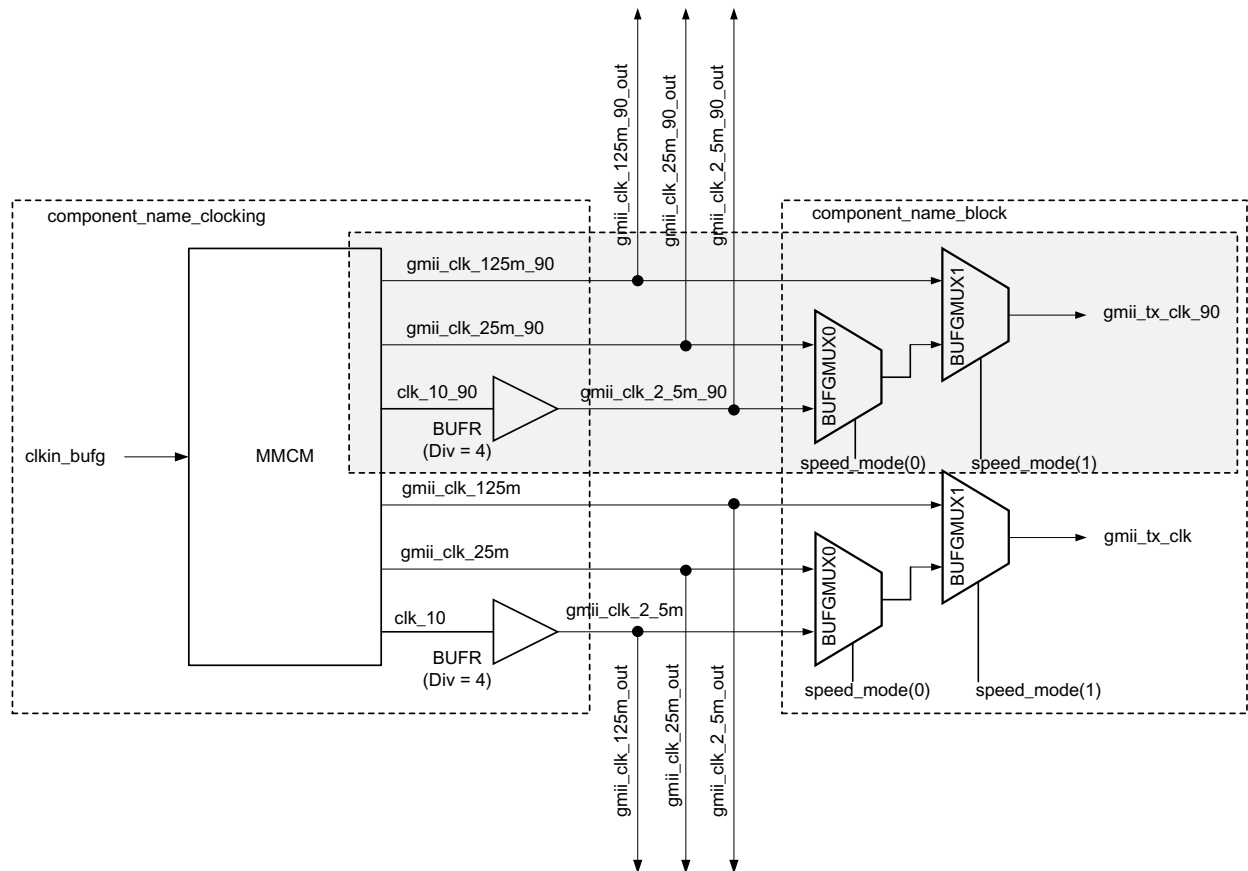 gmii_clk_125m_90_out
gmii_clk_25m_90_out
gmii_clk_2_5m_90_out
component_name_clocking
component_name_block
gmii_clk_125m_90
BUFGMUX1
gmii_tx_clk_90
gmii_clk_25m_90
BUFGMUX0
clk_10_90
gmii_clk_2_5m_90
BUFR
(Div = 4)
clkin_bufg
MMCM
speed_mode(0)
speed_mode(1)
gmii_clk_125m
BUFGMUX1
gmii_tx_clk
gmii_clk_25m
BUFGMUX0
clk_10
gmii_clk_2_5m
BUFR
(Div = 4)
speed_mode(0)
speed_mode(1)
gmii_clk_125m_out
gmii_clk_25m_out
gmii_clk_2_5m_out